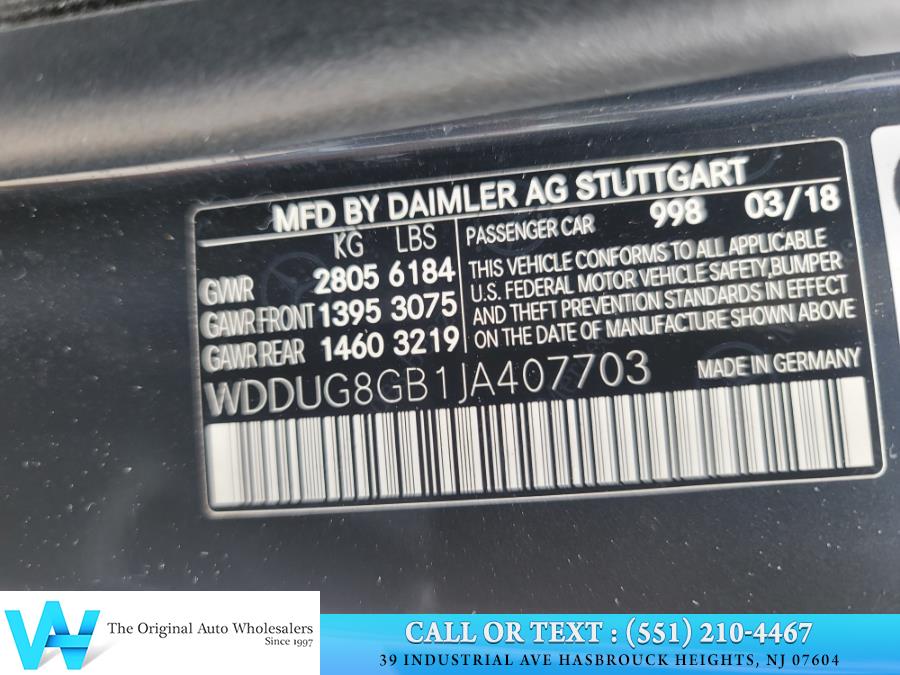 MFD BY DAIMLER AG STUTTGART
KG LBS
GVWR 2805 6184
GAWR FRONT 1395 3075
GAWR REAR 1460 3219
PASSENGER CAR 998 03/18
THIS VEHICLE CONFORMS TO ALL APPLICABLE
U.S. FEDERAL MOTOR VEHICLE SAFETY,BUMPER
AND THEFT PREVENTION STANDARDS IN EFFECT
ON THE DATE OF MANUFACTURE SHOWN ABOVE
WDDUG8GB1JA407703 MADE IN GERMANY
The Original Auto Wholesalers
Since 1997
CALL OR TEXT : (551) 210-4467
39 INDUSTRIAL AVE HASBROUCK HEIGHTS, NJ 07604